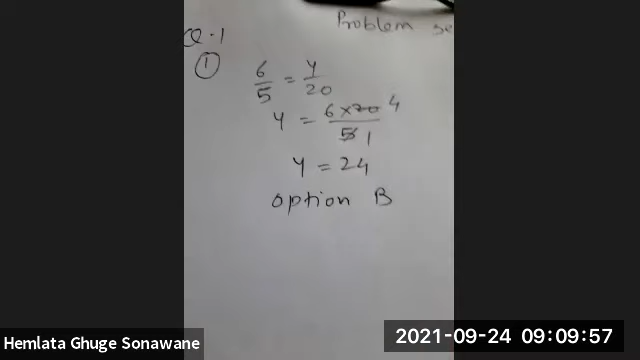 Problem se
Q.1
① 6/5 = y/20
y = 6×20 4 / 5 1
y = 24
option B
Hemlata Ghuge Sonawane
2021-09-24 09:09:57